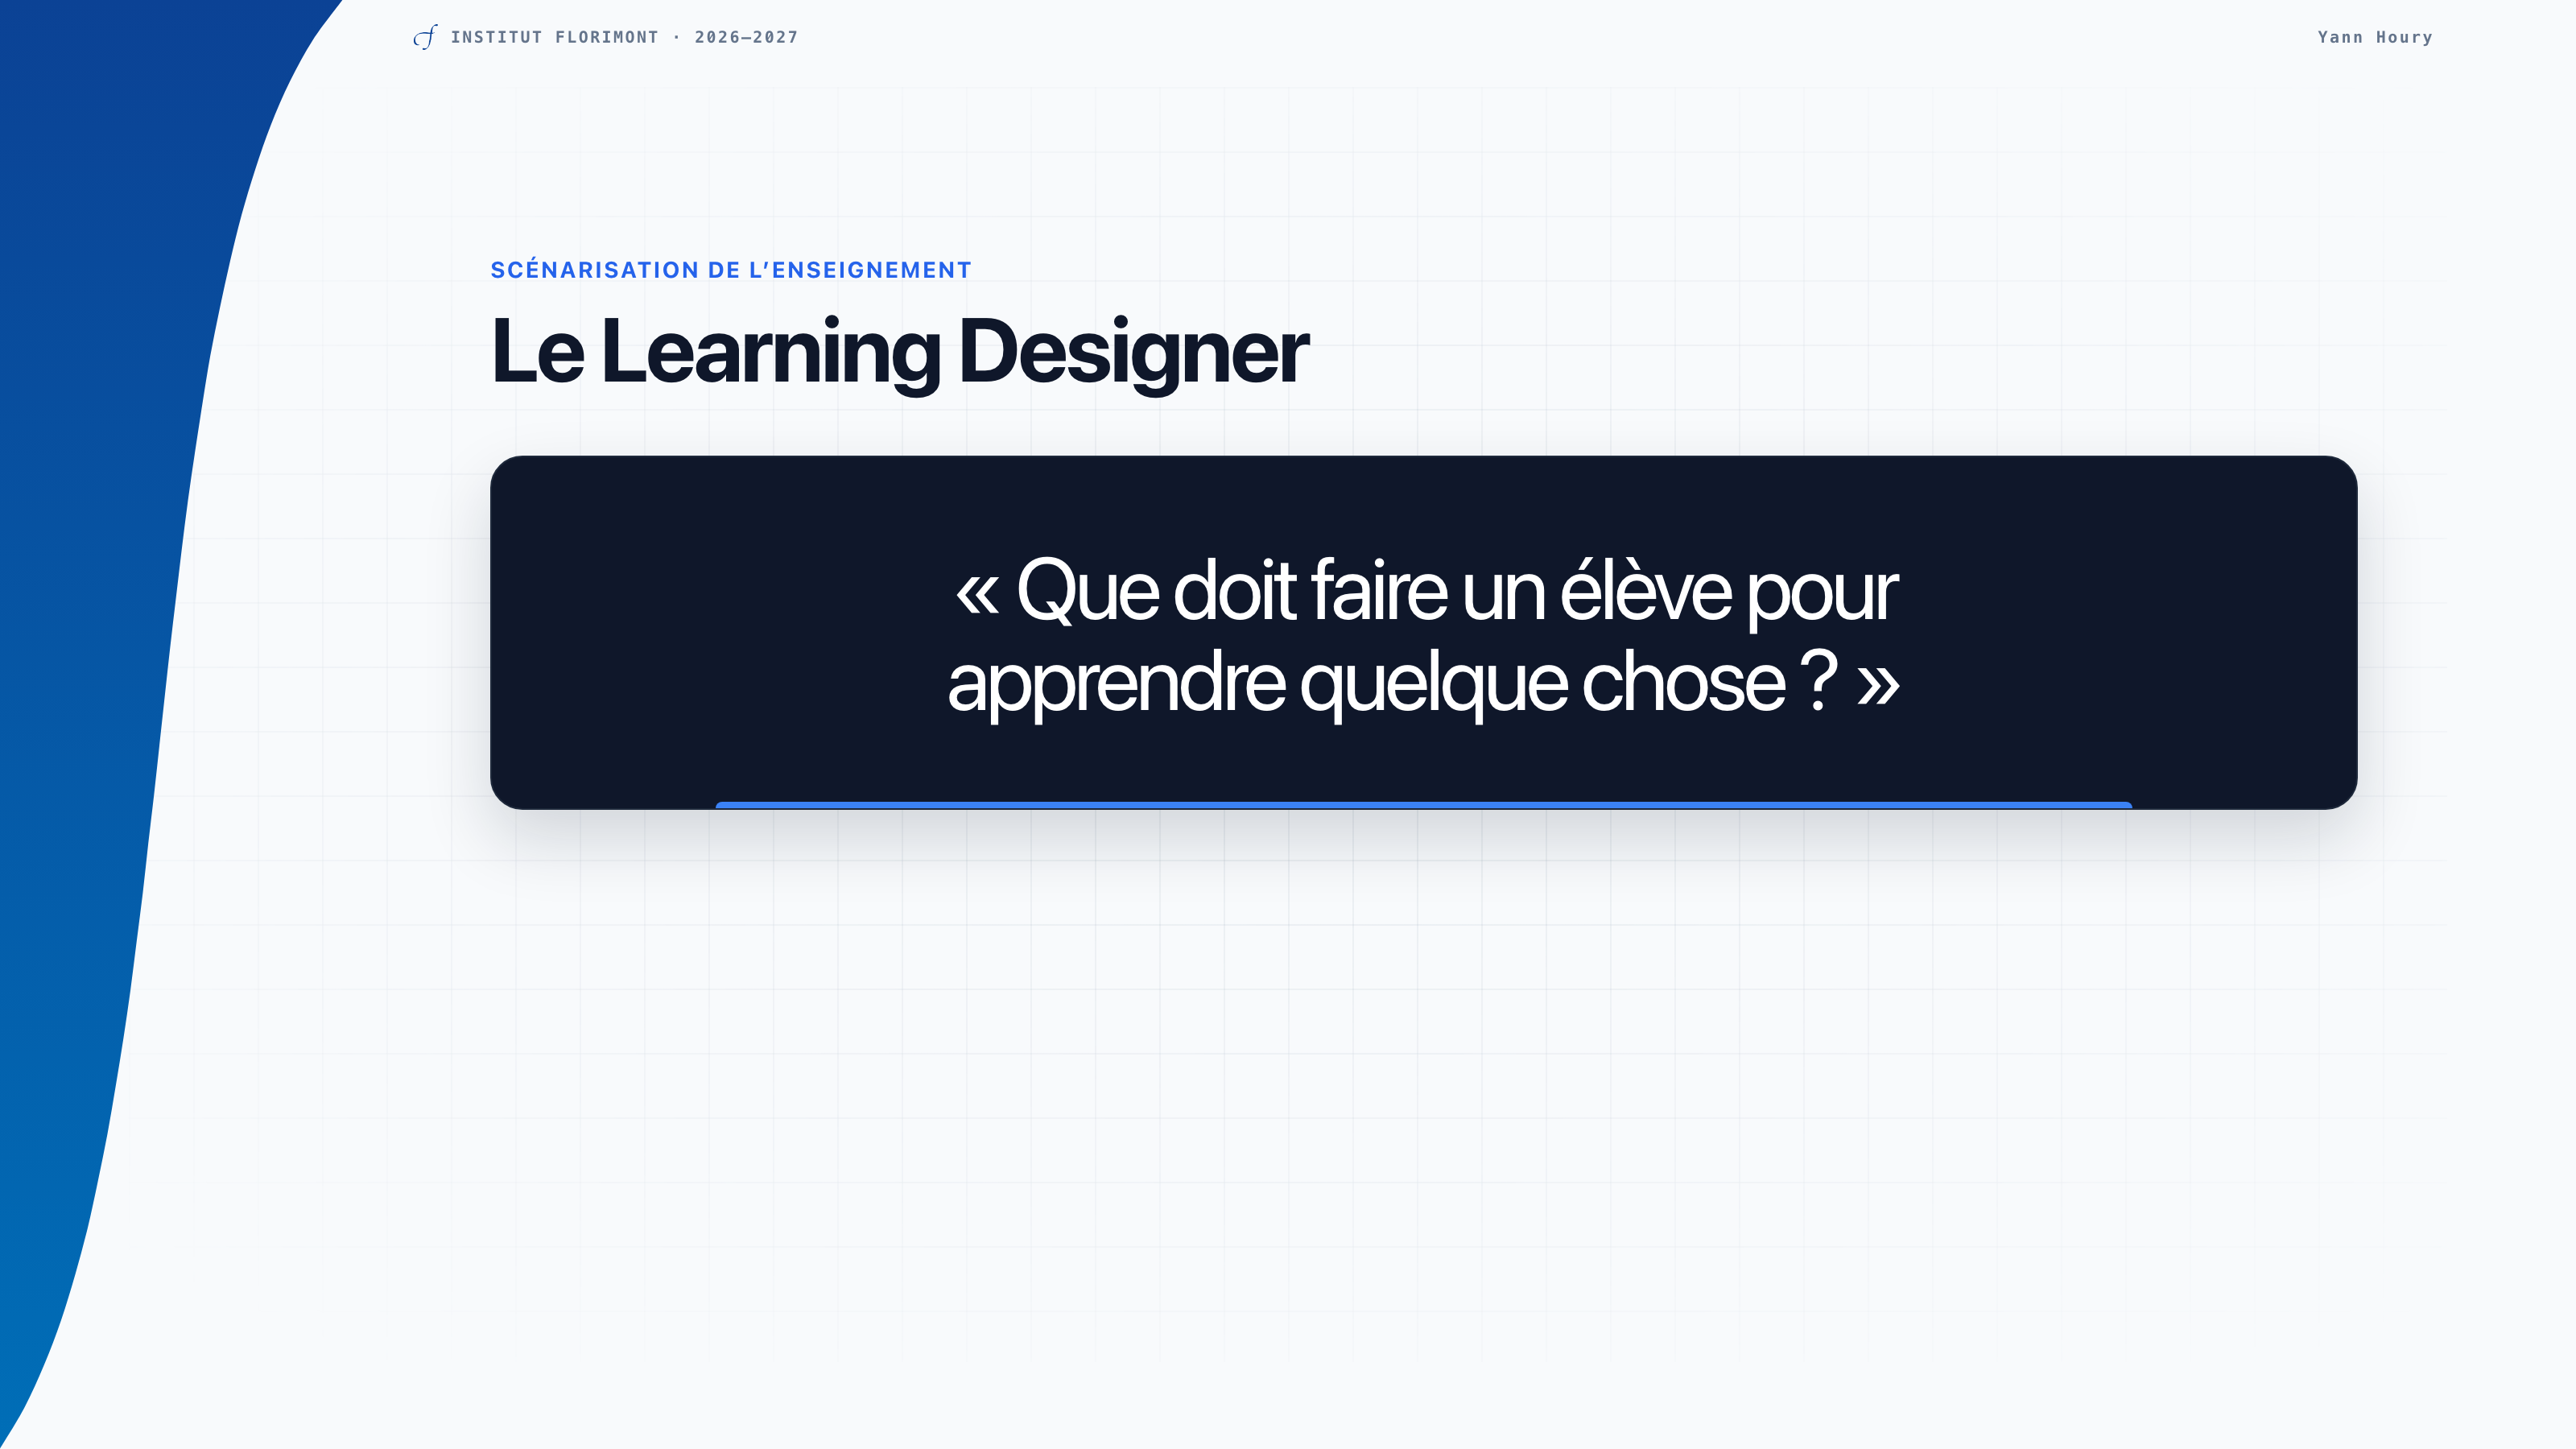 INSTITUT FLORIMONT · 2026–2027
Yann Houry
SCÉNARISATION DE L’ENSEIGNEMENT
Le Learning Designer
« Que doit faire un élève pour
apprendre quelque chose ? »